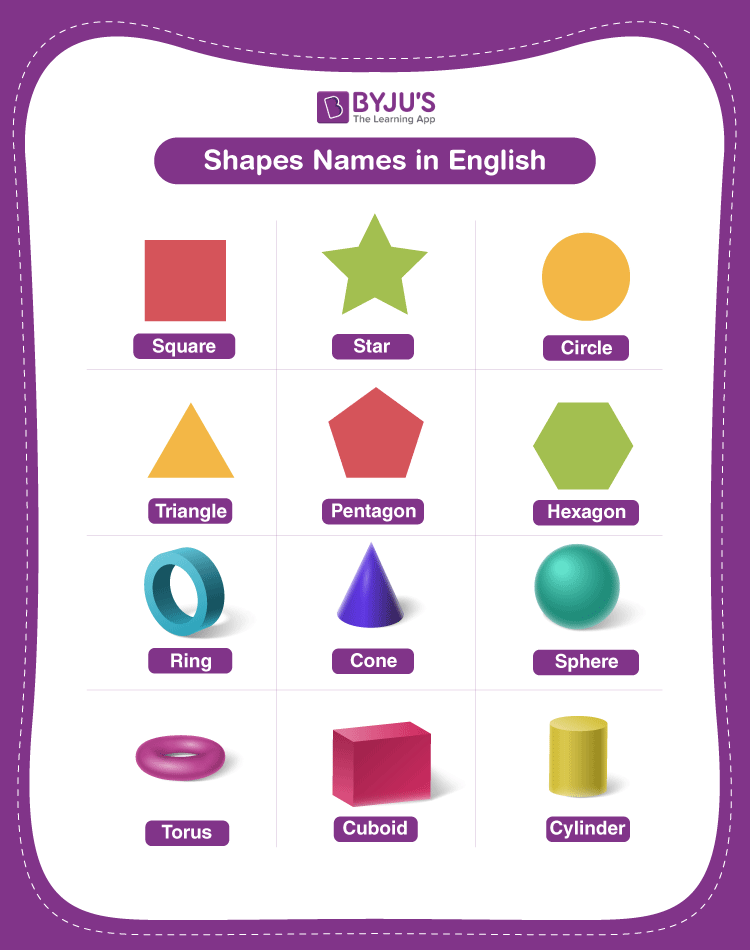 BYJU'S
The Learning App
Shapes Names in English
Square
Star
Circle
Triangle
Pentagon
Hexagon
Ring
Cone
Sphere
Torus
Cuboid
Cylinder